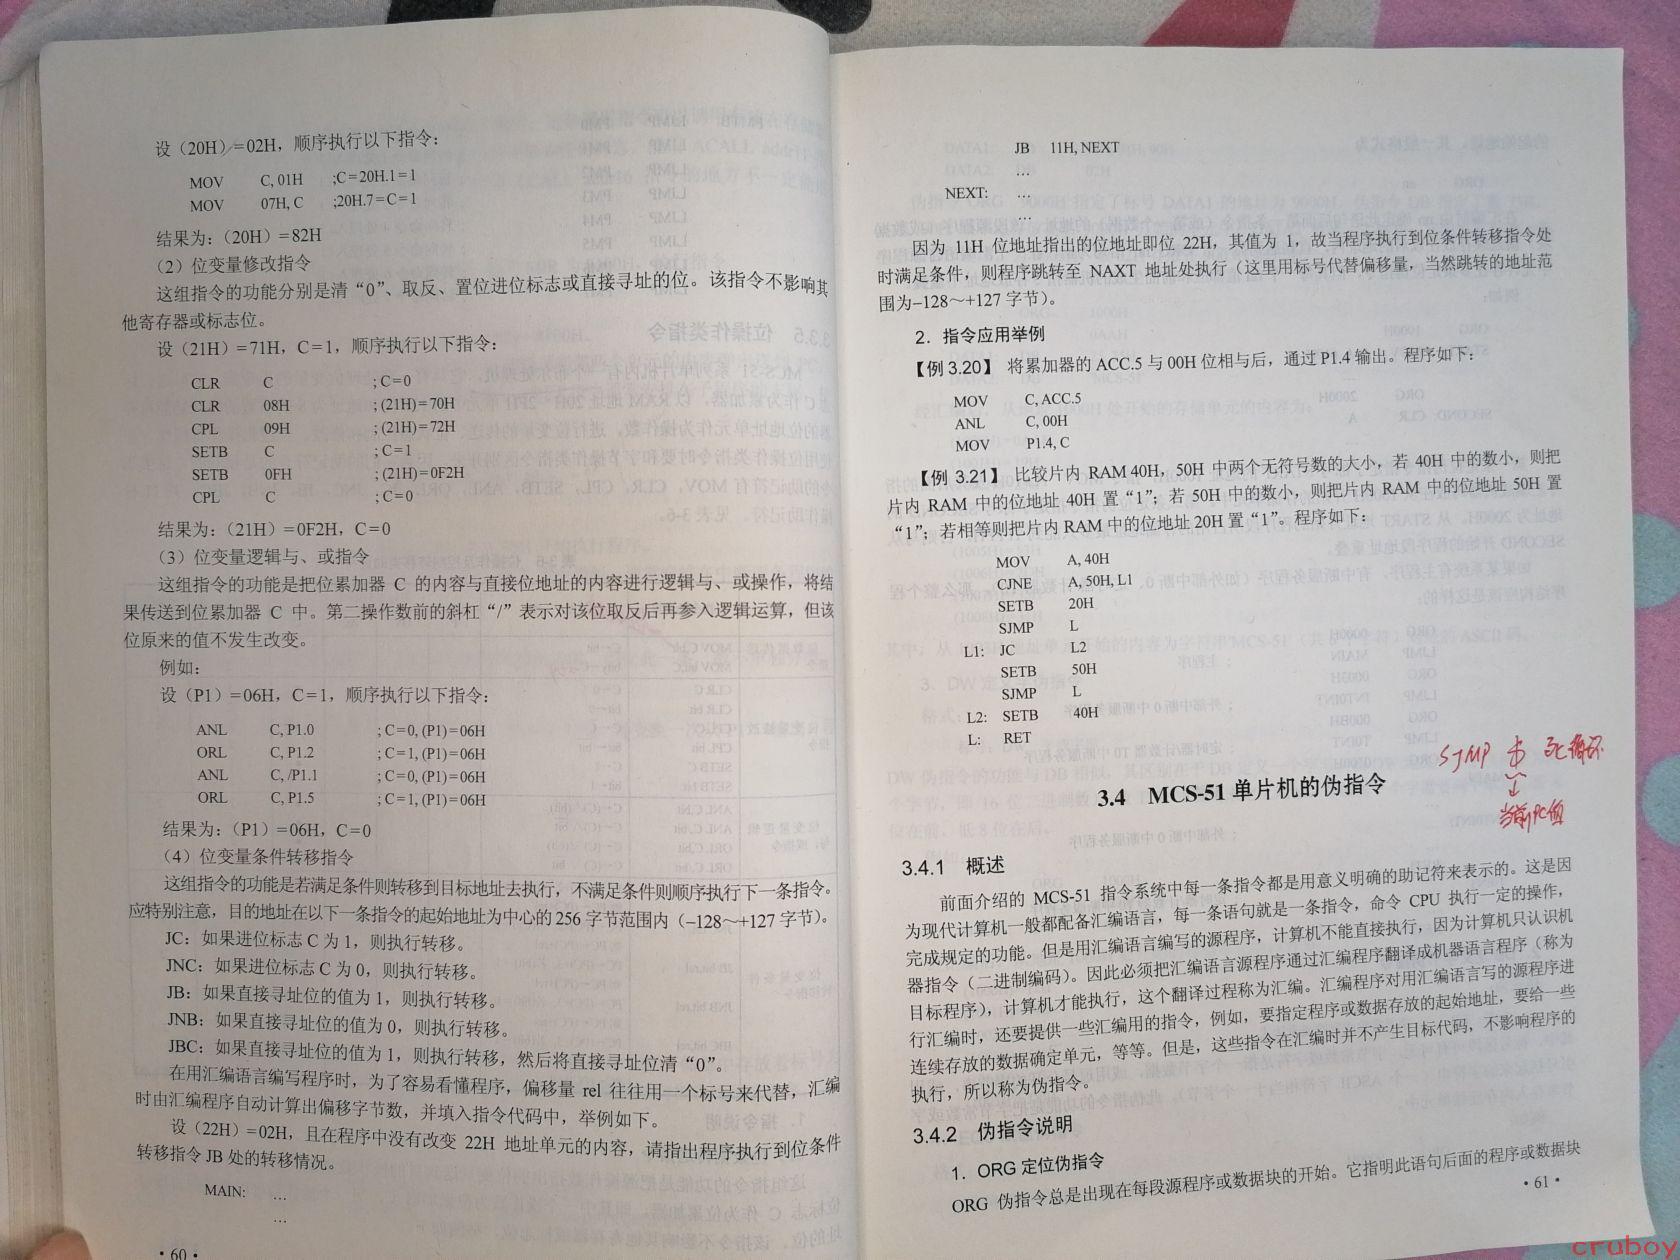 设（20H）=02H，顺序执行以下指令：
MOV C, 01H ;C=20H.1=1
MOV 07H, C ;20H.7=C=1
结果为：（20H）=82H
（2）位变量修改指令
这组指令的功能分别是清“0”、取反、置位进位标志或直接寻址的位。该指令不影响其
他寄存器或标志位。
设（21H）=71H，C=1，顺序执行以下指令：
CLR C ; C=0
CLR 08H ; (21H)=70H
CPL 09H ; (21H)=72H
SETB C ; C=1
SETB 0FH ; (21H)=0F2H
CPL C ; C=0
结果为：（21H）=0F2H，C=0
（3）位变量逻辑与、或指令
这组指令的功能是把位累加器 C 的内容与直接位地址的内容进行逻辑与、或操作，将结
果传送到位累加器 C 中。第二操作数前的斜杠“/”表示对该位取反后再参入逻辑运算，但该
位原来的值不发生改变。
例如：
设（P1）=06H，C=1，顺序执行以下指令：
ANL C, P1.0 ; C=0, (P1)=06H
ORL C, P1.2 ; C=1, (P1)=06H
ANL C, /P1.1 ; C=0, (P1)=06H
ORL C, P1.5 ; C=1, (P1)=06H
结果为：（P1）=06H，C=0
（4）位变量条件转移指令
这组指令的功能是若满足条件则转移到目标地址去执行，不满足条件则顺序执行下一条指令。
应特别注意，目的地址在以下一条指令的起始地址为中心的 256 字节范围内（–128～+127 字节）。
JC：如果进位标志 C 为 1，则执行转移。
JNC：如果进位标志 C 为 0，则执行转移。
JB：如果直接寻址位的值为 1，则执行转移。
JNB：如果直接寻址位的值为 0，则执行转移。
JBC：如果直接寻址位的值为 1，则执行转移，然后将直接寻址位清“0”。
在用汇编语言编写程序时，为了容易看懂程序，偏移量 rel 往往用一个标号来代替，汇编
时由汇编程序自动计算出偏移字节数，并填入指令代码中，举例如下。
设（22H）=02H，且在程序中没有改变 22H 地址单元的内容，请指出程序执行到位条件
转移指令 JB 处的转移情况。
MAIN: …
…
·60·
JB 11H, NEXT
…
NEXT: …
…
因为 11H 位地址指出的位地址即位 22H，其值为 1，故当程序执行到位条件转移指令处
时满足条件，则程序跳转至 NAXT 地址处执行（这里用标号代替偏移量，当然跳转的地址范
围为–128～+127 字节）。
2．指令应用举例
【例 3.20】 将累加器的 ACC.5 与 00H 位相与后，通过 P1.4 输出。程序如下：
MOV C, ACC.5
ANL C, 00H
MOV P1.4, C
【例 3.21】 比较片内 RAM 40H，50H 中两个无符号数的大小，若 40H 中的数小，则把
片内 RAM 中的位地址 40H 置“1”；若 50H 中的数小，则把片内 RAM 中的位地址 50H 置
“1”；若相等则把片内 RAM 中的位地址 20H 置“1”。程序如下：
MOV A, 40H
CJNE A, 50H, L1
SETB 20H
SJMP L
L1: JC L2
SETB 50H
SJMP L
L2: SETB 40H
L: RET
SJMP $ 死循环
当前PC值
3.4 MCS-51 单片机的伪指令
3.4.1 概述
前面介绍的 MCS-51 指令系统中每一条指令都是用意义明确的助记符来表示的。这是因
为现代计算机一般都配备汇编语言，每一条语句就是一条指令，命令 CPU 执行一定的操作，
完成规定的功能。但是用汇编语言编写的源程序，计算机不能直接执行，因为计算机只认识机
器指令（二进制编码）。因此必须把汇编语言源程序通过汇编程序翻译成机器语言程序（称为
目标程序），计算机才能执行，这个翻译过程称为汇编。汇编程序对用汇编语言写的源程序进
行汇编时，还要提供一些汇编用的指令，例如，要指定程序或数据存放的起始地址，要给一些
连续存放的数据确定单元，等等。但是，这些指令在汇编时并不产生目标代码，不影响程序的
执行，所以称为伪指令。
3.4.2 伪指令说明
1．ORG 定位伪指令
ORG 伪指令总是出现在每段源程序或数据块的开始。它指明此语句后面的程序或数据块
·61·
cruboy